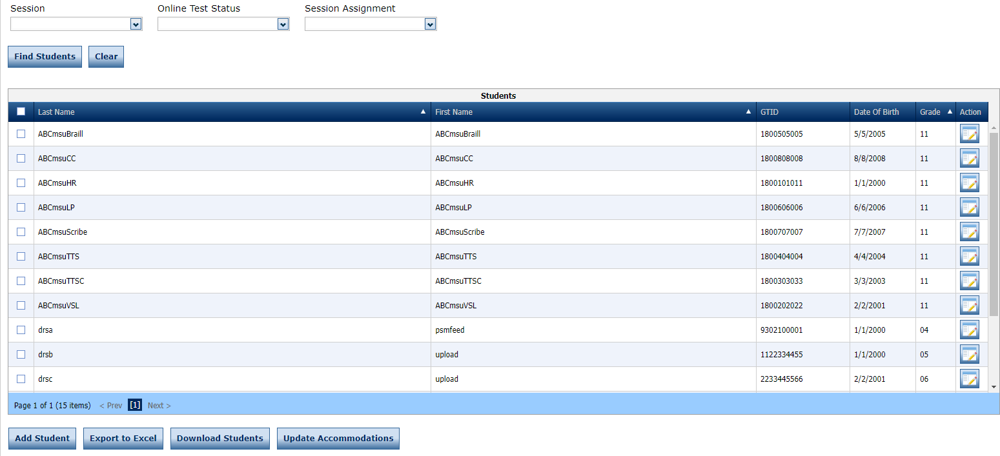 Session Online Test Status Session Assignment
Find Students Clear
Students
Last Name ▲ First Name ▲ GTID Date Of Birth Grade ▲ Action
ABCmsuBraill ABCmsuBraill 1800505005 5/5/2005 11
ABCmsuCC ABCmsuCC 1800808008 8/8/2008 11
ABCmsuHR ABCmsuHR 1800101011 1/1/2000 11
ABCmsuLP ABCmsuLP 1800606006 6/6/2006 11
ABCmsuScribe ABCmsuScribe 1800707007 7/7/2007 11
ABCmsuTTS ABCmsuTTS 1800404004 4/4/2004 11
ABCmsuTTSC ABCmsuTTSC 1800303033 3/3/2003 11
ABCmsuVSL ABCmsuVSL 1800202022 2/2/2001 11
drsa psmfeed 9302100001 1/1/2000 04
drsb upload 1122334455 1/1/2000 05
drsc upload 2233445566 2/2/2001 06
Page 1 of 1 (15 items) < Prev [1] Next >
Add Student Export to Excel Download Students Update Accommodations